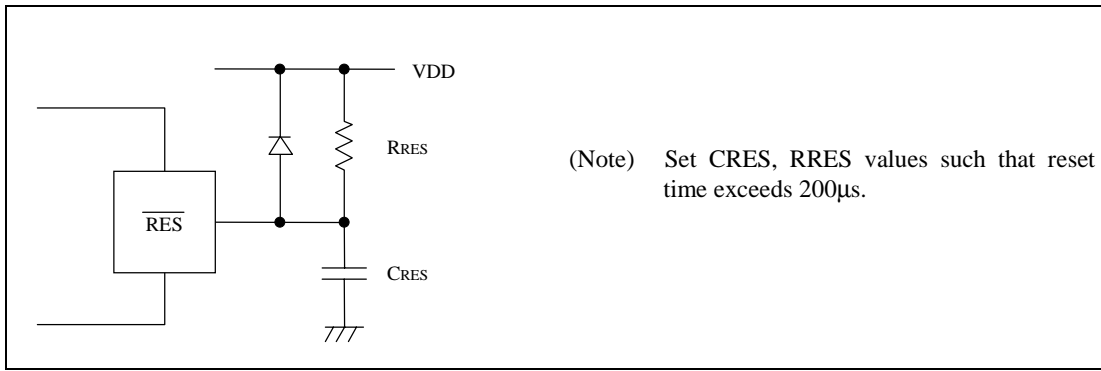 VDD
RRES
RES
CRES
(Note) Set CRES, RRES values such that reset
time exceeds 200μs.